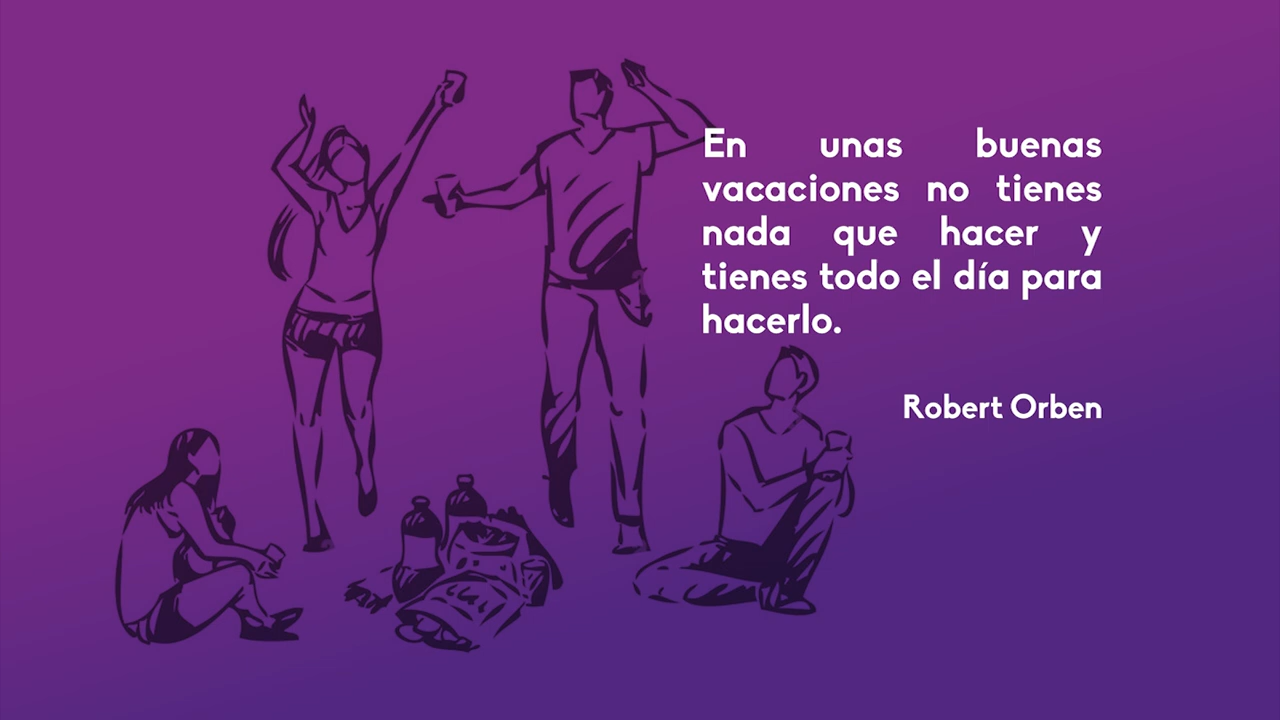 En unas buenas
vacaciones no tienes
nada que hacer y
tienes todo el día para
hacerlo.
Robert Orben